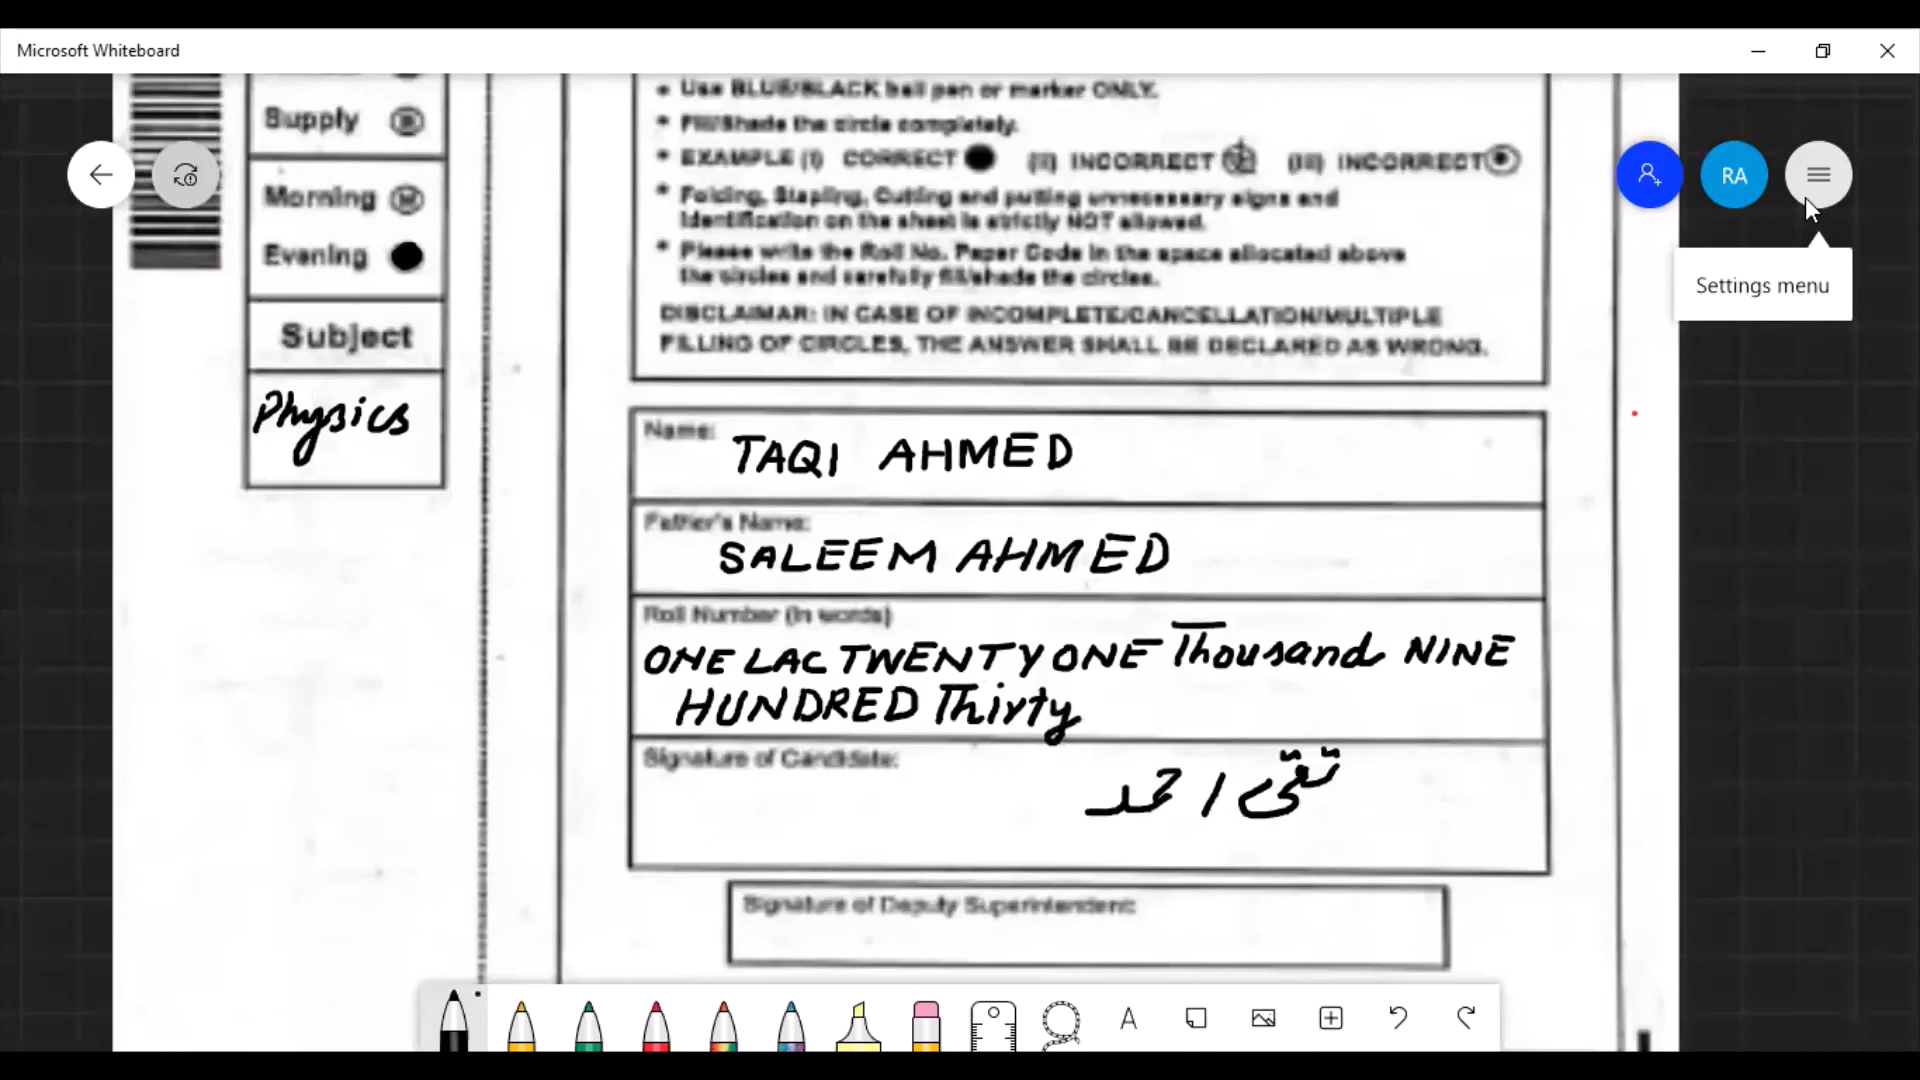 Microsoft Whiteboard
Supply
Morning
Evening
Subject
Physics
• Use BLUE/BLACK ball pen or marker ONLY.
* Fill/Shade the circle completely.
* EXAMPLE (i) CORRECT (ii) INCORRECT (iii) INCORRECT
* Folding, Stapling, Cutting and putting unnecessary signs and
identification on the sheet is strictly NOT allowed.
* Please write the Roll No. Paper Code in the space allocated above
the circles and carefully fill/shade the circles.
DISCLAIMAR: IN CASE OF INCOMPLETE/CANCELLATION/MULTIPLE
FILLING OF CIRCLES, THE ANSWER SHALL BE DECLARED AS WRONG.
Name: TAQI AHMED
Father's Name:
SALEEM AHMED
Roll Number (In words)
ONE LAC TWENTY ONE Thousand NINE
HUNDRED Thirty
Signature of Candidate:
تقی احمد
Signature of Deputy Superintendent:
RA
Settings menu
A